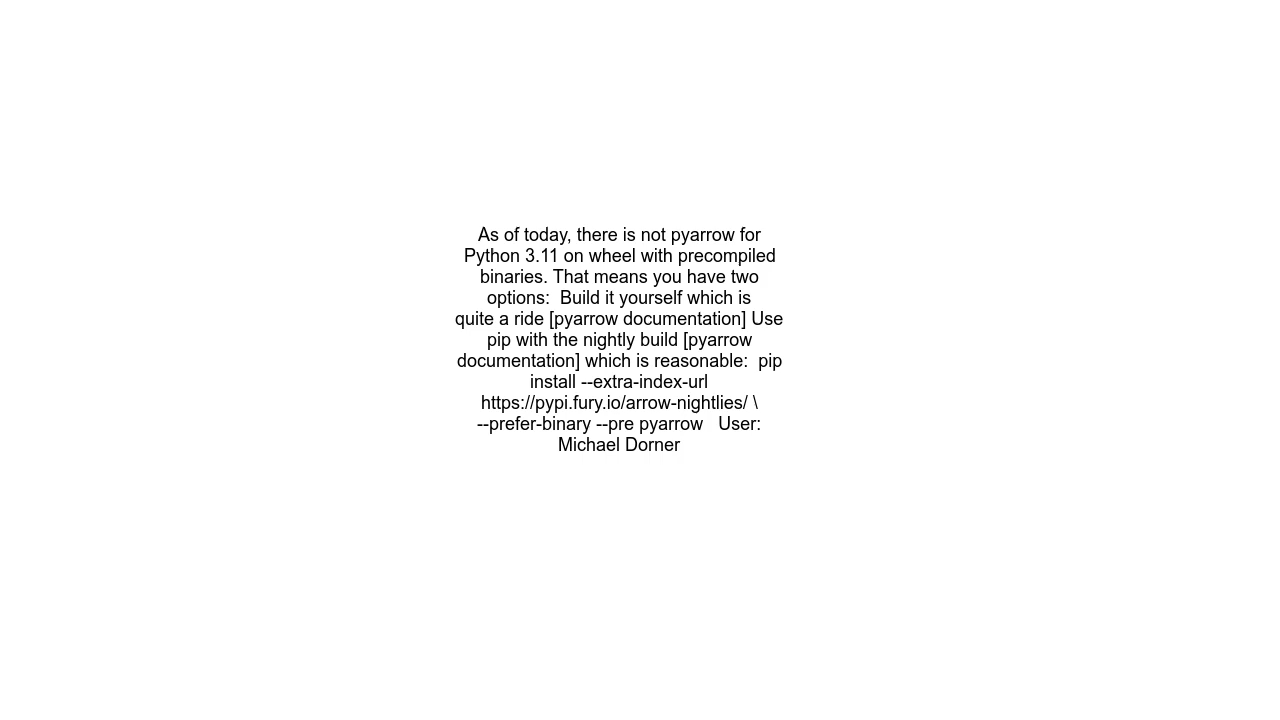 As of today, there is not pyarrow for
Python 3.11 on wheel with precompiled
binaries. That means you have two
options:  Build it yourself which is
quite a ride [pyarrow documentation] Use
pip with the nightly build [pyarrow
documentation] which is reasonable:  pip
install --extra-index-url
https://pypi.fury.io/arrow-nightlies/ \
--prefer-binary --pre pyarrow   User:
Michael Dorner